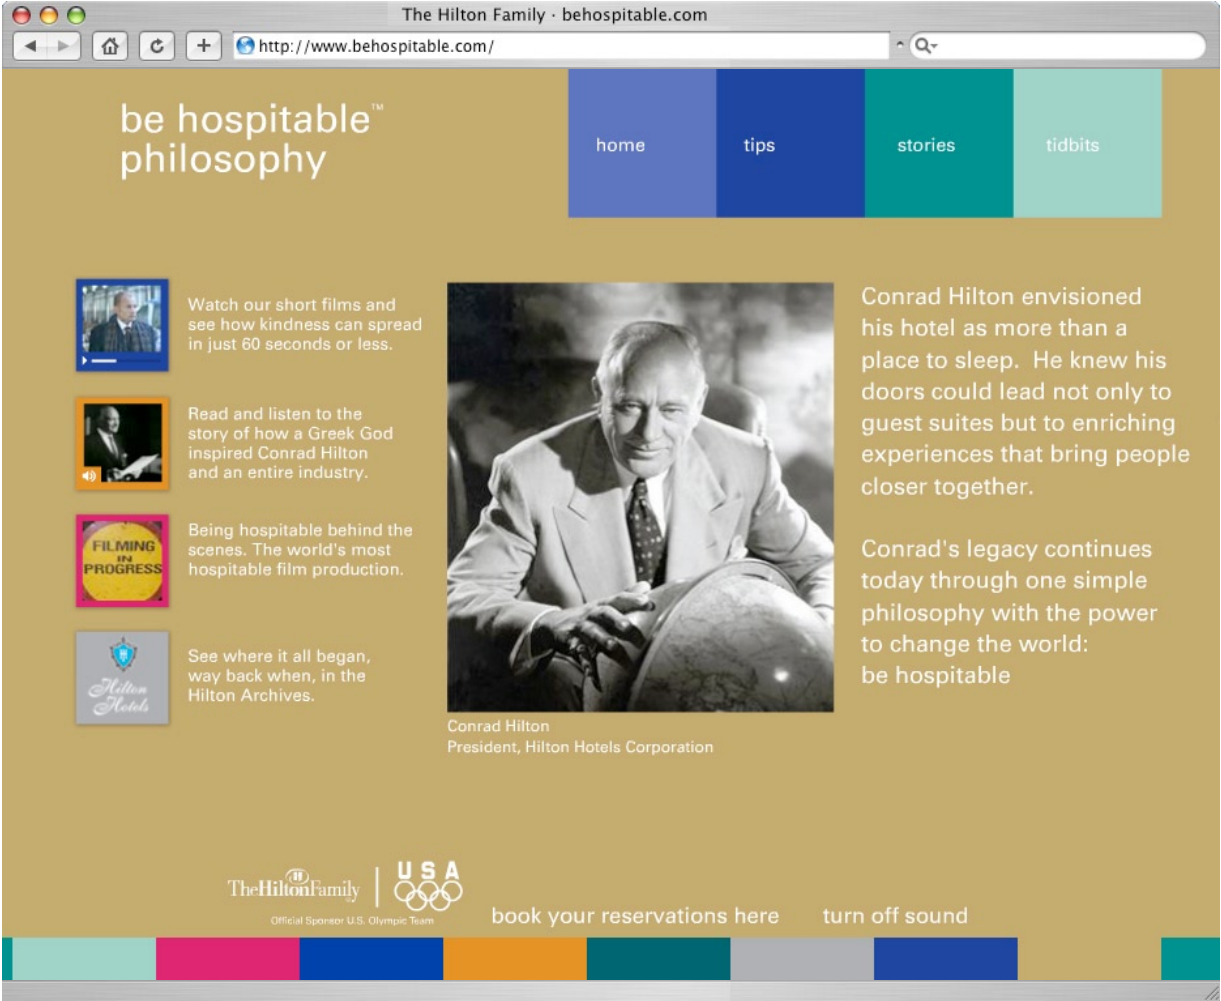 The Hilton Family · behospitable.com
http://www.behospitable.com/
be hospitable™
philosophy
home
tips
stories
tidbits
Watch our short films and
see how kindness can spread
in just 60 seconds or less.
Read and listen to the
story of how a Greek God
inspired Conrad Hilton
and an entire industry.
FILMING
IN
PROGRESS
Being hospitable behind the
scenes. The world's most
hospitable film production.
Hilton
Hotels
See where it all began,
way back when, in the
Hilton Archives.
Conrad Hilton
President, Hilton Hotels Corporation
Conrad Hilton envisioned
his hotel as more than a
place to sleep.  He knew his
doors could lead not only to
guest suites but to enriching
experiences that bring people
closer together.
Conrad's legacy continues
today through one simple
philosophy with the power
to change the world:
be hospitable
TheHiltonFamily
USA
Official Sponsor U.S. Olympic Team
book your reservations here
turn off sound